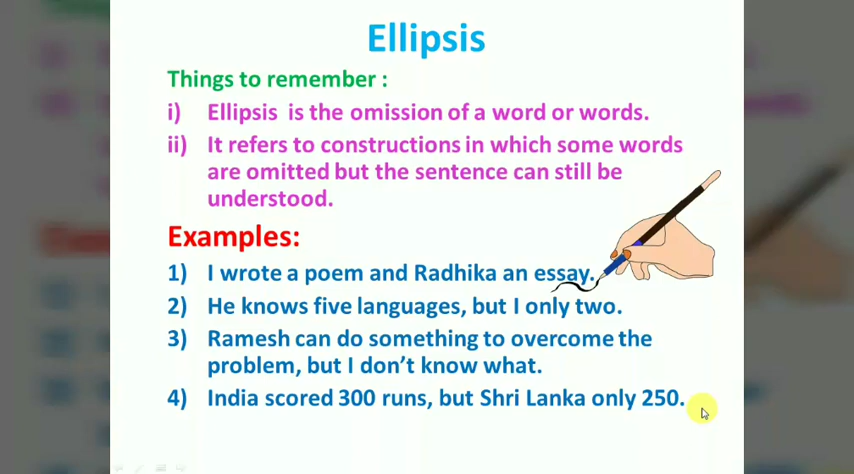 Ellipsis
Things to remember :
i) Ellipsis is the omission of a word or words.
ii) It refers to constructions in which some words
are omitted but the sentence can still be
understood.
Examples:
1) I wrote a poem and Radhika an essay.
2) He knows five languages, but I only two.
3) Ramesh can do something to overcome the
problem, but I don't know what.
4) India scored 300 runs, but Shri Lanka only 250.